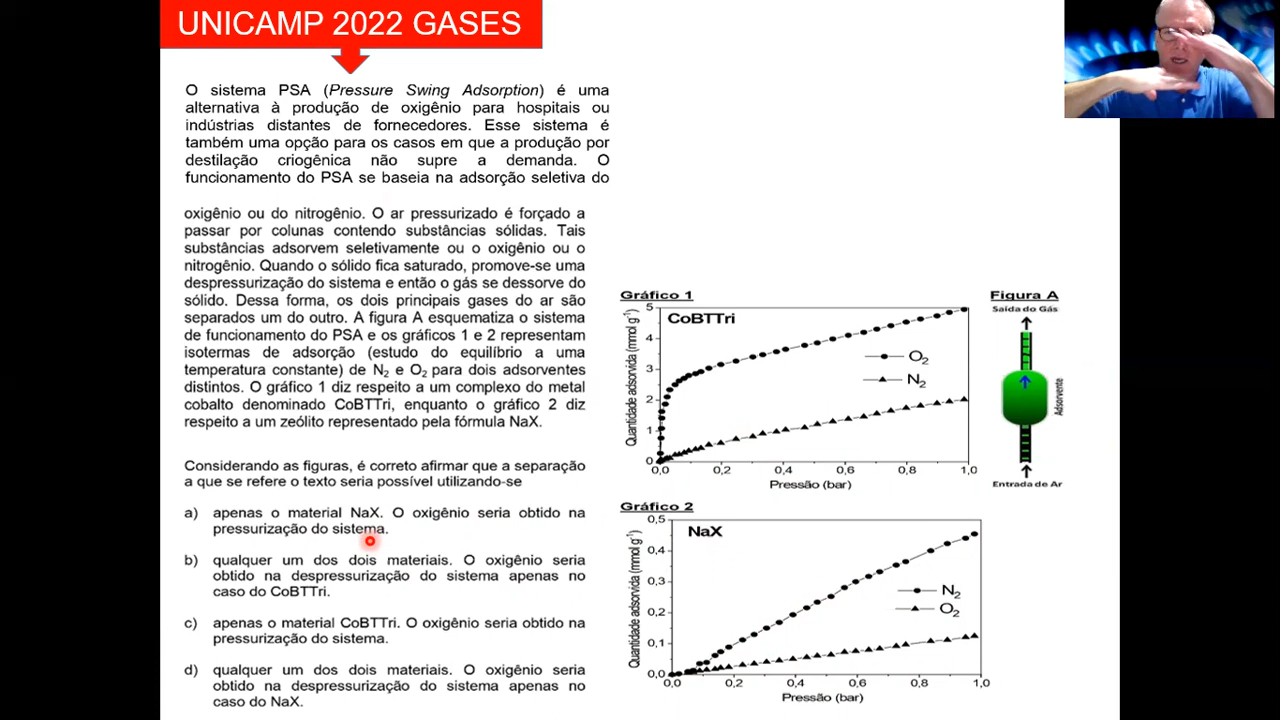 UNICAMP 2022 GASES
O sistema PSA (Pressure Swing Adsorption) é uma
alternativa à produção de oxigênio para hospitais ou
indústrias distantes de fornecedores. Esse sistema é
também uma opção para os casos em que a produção por
destilação criogênica não supre a demanda. O
funcionamento do PSA se baseia na adsorção seletiva do
oxigênio ou do nitrogênio. O ar pressurizado é forçado a
passar por colunas contendo substâncias sólidas. Tais
substâncias adsorvem seletivamente ou o oxigênio ou o
nitrogênio. Quando o sólido fica saturado, promove-se uma
despressurização do sistema e então o gás se dessorve do
sólido. Dessa forma, os dois principais gases do ar são
separados um do outro. A figura A esquematiza o sistema
de funcionamento do PSA e os gráficos 1 e 2 representam
isotermas de adsorção (estudo do equilíbrio a uma
temperatura constante) de N₂ e O₂ para dois adsorventes
distintos. O gráfico 1 diz respeito a um complexo do metal
cobalto denominado CoBTTri, enquanto o gráfico 2 diz
respeito a um zeólito representado pela fórmula NaX.
Considerando as figuras, é correto afirmar que a separação
a que se refere o texto seria possível utilizando-se
a) apenas o material NaX. O oxigênio seria obtido na
pressurização do sistema.
b) qualquer um dos dois materiais. O oxigênio seria
obtido na despressurização do sistema apenas no
caso do CoBTTri.
c) apenas o material CoBTTri. O oxigênio seria obtido na
pressurização do sistema.
d) qualquer um dos dois materiais. O oxigênio seria
obtido na despressurização do sistema apenas no
caso do NaX.
Gráfico 1
CoBTTri
Quantidade adsorvida (mmol g⁻¹)
5
4
3
2
1
0
O₂
N₂
0,0 0,2 0,4 0,6 0,8 1,0
Pressão (bar)
Figura A
Saída do Gás
Adsorvente
Entrada de Ar
Gráfico 2
NaX
Quantidade adsorvida (mmol g⁻¹)
0,5
0,4
0,3
0,2
0,1
0,0
N₂
O₂
0,0 0,2 0,4 0,6 0,8 1,0
Pressão (bar)